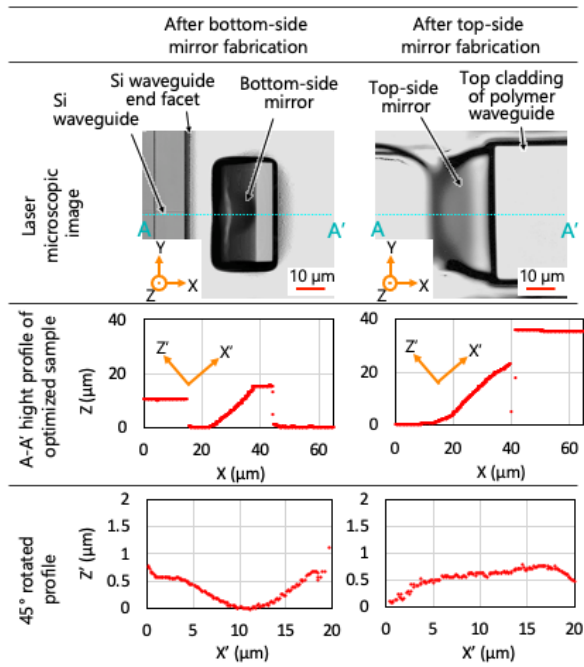 After bottom-side
mirror fabrication
After top-side
mirror fabrication
Laser
microscopic
image
Si
waveguide
Si waveguide
end facet
Bottom-side
mirror
A
A'
Y
X
Z
10 μm
Top-side
mirror
Top cladding
of polymer
waveguide
A
A'
Y
X
Z
10 μm
A-A' hight profile of
optimized sample
Z (μm)
40
20
0
Z'
X'
0 20 40 60
X (μm)
40
20
0
Z'
X'
0 20 40 60
X (μm)
45° rotated
profile
Z' (μm)
2
1.5
1
0.5
0
0 5 10 15 20
X' (μm)
2
1.5
1
0.5
0
0 5 10 15 20
X' (μm)